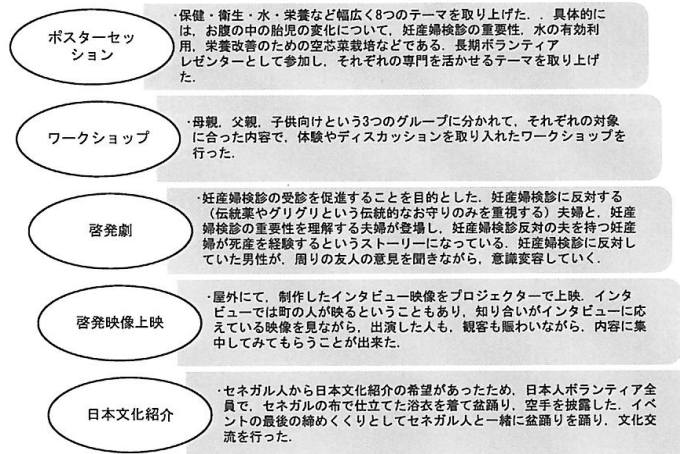 ポスターセッ
ション
・保健・衛生・水・栄養など幅広く8つのテーマを取り上げた．．具体的に
は，お腹の中の胎児の変化について，妊産婦検診の重要性，水の有効利
用，栄養改善のための空芯菜栽培などである．長期ボランティア
レゼンターとして参加し，それぞれの専門を活かせるテーマを取り上げ
た．
ワークショップ
・母親，父親，子供向けという3つのグループに分かれて，それぞれの対象
に合った内容で，体験やディスカッションを取り入れたワークショップを
行った．
啓発劇
・妊産婦検診の受診を促進することを目的とした．妊産婦検診に反対する
（伝統薬やグリグリという伝統的なお守りのみを重視する）夫婦と，妊産
婦検診の重要性を理解する夫婦が登場し，妊産婦検診反対の夫を持つ妊産
婦が死産を経験するというストーリーになっている．妊産婦検診に反対し
ていた男性が，周りの友人の意見を聞きながら，意識変容していく．
啓発映像上映
・屋外にて，制作したインタビュー映像をプロジェクターで上映．インタ
ビューでは町の人が映るということもあり，知り合いがインタビューに応
えている映像を見ながら，出演した人も，観客も賑わいながら，内容に集
中してみてもらうことが出来た．
日本文化紹介
・セネガル人から日本文化紹介の希望があったため，日本人ボランティア全
員で，セネガルの布で仕立てた浴衣を着て盆踊り，空手を披露した．イベ
ントの最後の締めくくりとしてセネガル人と一緒に盆踊りを踊り，文化交
流を行った．